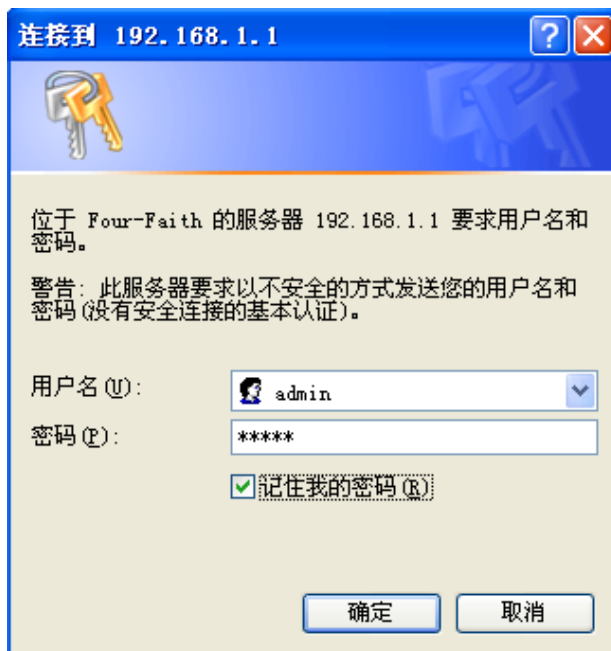 连接到 192.168.1.1
位于 Four-Faith 的服务器 192.168.1.1 要求用户名和
密码。
警告: 此服务器要求以不安全的方式发送您的用户名和
密码(没有安全连接的基本认证)。
用户名(U): admin
密码(P): *****
记住我的密码(R)
确定 取消